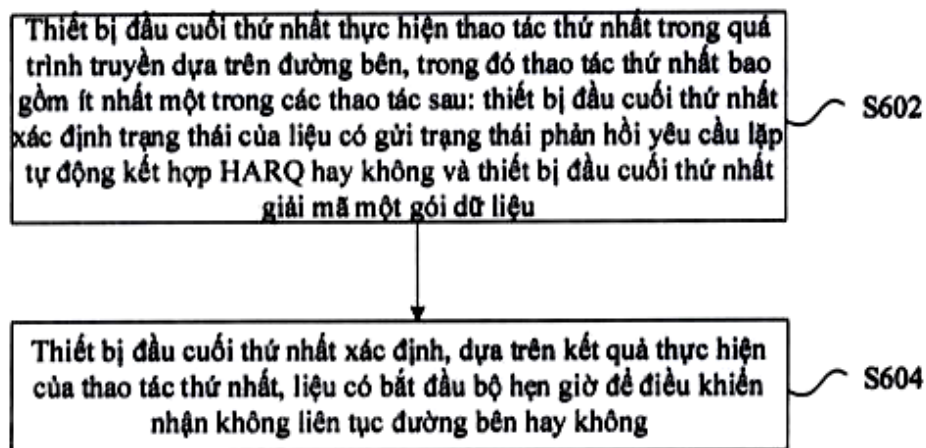 Thiết bị đầu cuối thứ nhất thực hiện thao tác thứ nhất trong quá
trình truyền dựa trên đường bên, trong đó thao tác thứ nhất bao
gồm ít nhất một trong các thao tác sau: thiết bị đầu cuối thứ nhất
xác định trạng thái của liệu có gửi trạng thái phản hồi yêu cầu lặp
tự động kết hợp HARQ hay không và thiết bị đầu cuối thứ nhất
giải mã một gói dữ liệu
S602
Thiết bị đầu cuối thứ nhất xác định, dựa trên kết quả thực hiện
của thao tác thứ nhất, liệu có bắt đầu bộ hẹn giờ để điều khiển
nhận không liên tục đường bên hay không
S604